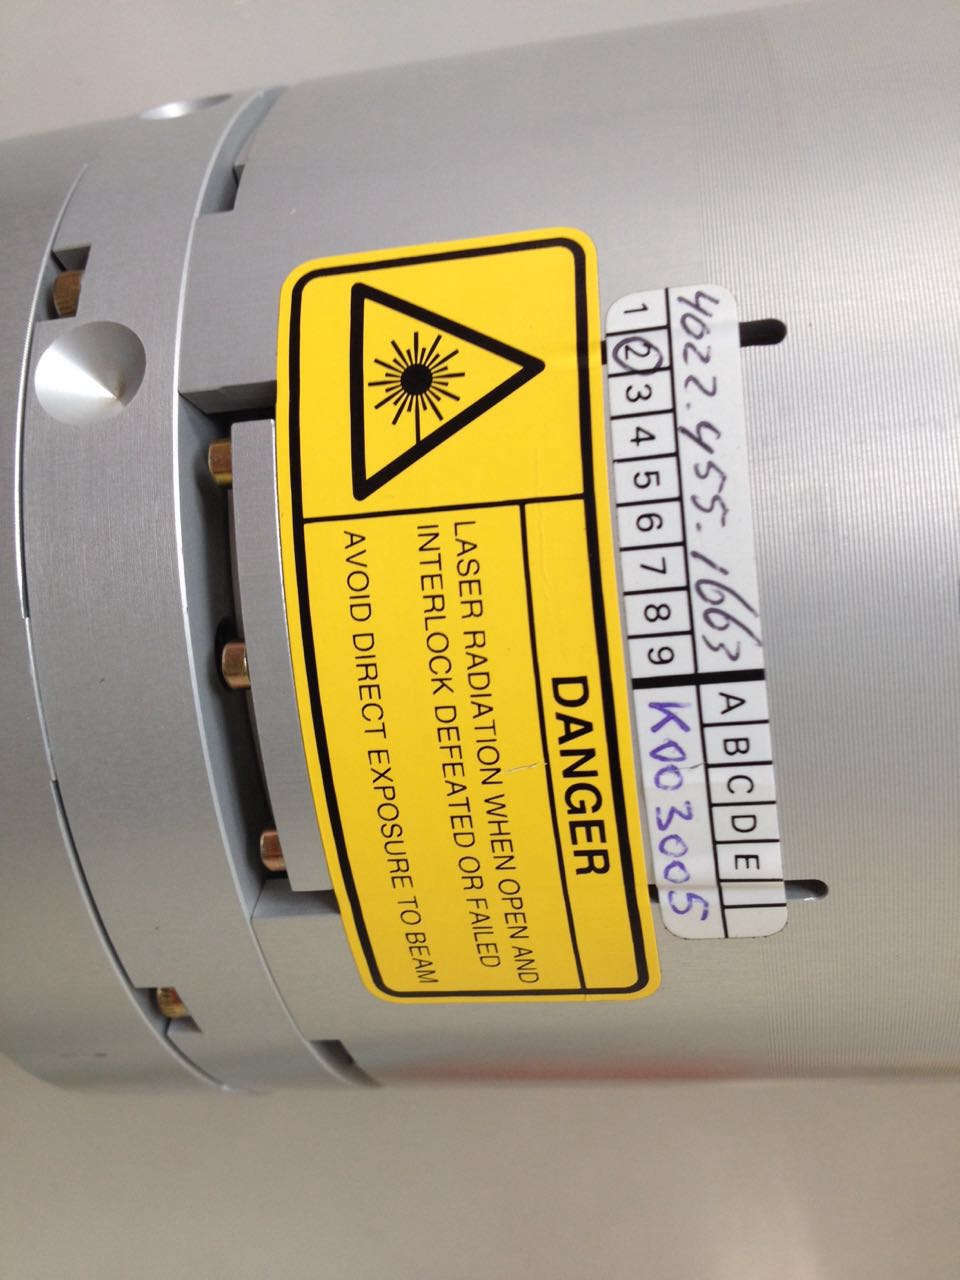 DANGER
LASER RADIATION WHEN OPEN AND
INTERLOCK DEFEATED OR FAILED
AVOID DIRECT EXPOSURE TO BEAM
4022.455.1663 A B C D E
1 2 3 4 5 6 7 8 9 K003005